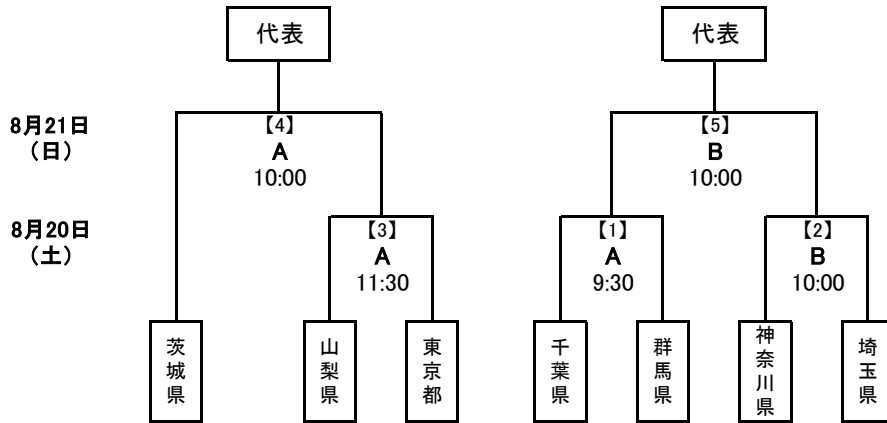 代表
代表
8月21日
（日）
【4】
A
10:00
【5】
B
10:00
8月20日
（土）
【3】
A
11:30
【1】
A
9:30
【2】
B
10:00
茨城県
山梨県
東京都
千葉県
群馬県
神奈川県
埼玉県